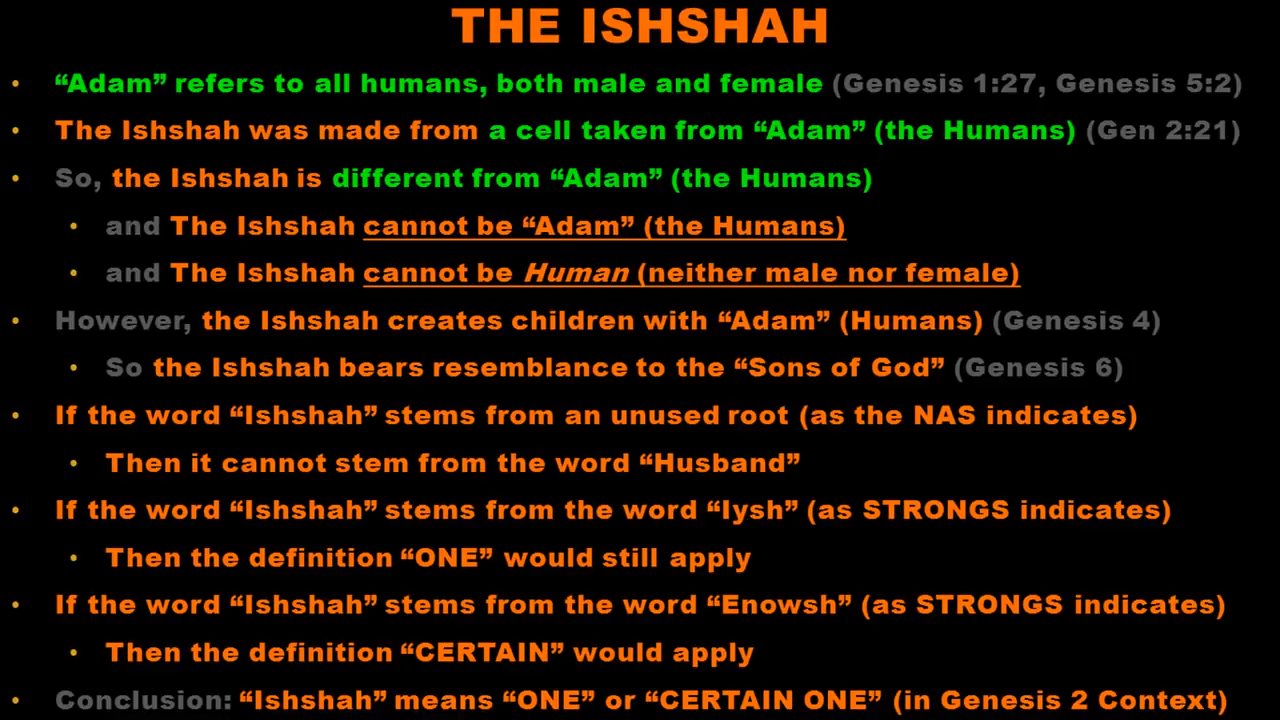 THE ISHSHAH
• “Adam” refers to all humans, both male and female (Genesis 1:27, Genesis 5:2)
• The Ishshah was made from a cell taken from “Adam” (the Humans) (Gen 2:21)
• So, the Ishshah is different from “Adam” (the Humans)
• and The Ishshah cannot be “Adam” (the Humans)
• and The Ishshah cannot be Human (neither male nor female)
• However, the Ishshah creates children with “Adam” (Humans) (Genesis 4)
• So the Ishshah bears resemblance to the “Sons of God” (Genesis 6)
• If the word “Ishshah” stems from an unused root (as the NAS indicates)
• Then it cannot stem from the word “Husband”
• If the word “Ishshah” stems from the word “Iysh” (as STRONGS indicates)
• Then the definition “ONE” would still apply
• If the word “Ishshah” stems from the word “Enowsh” (as STRONGS indicates)
• Then the definition “CERTAIN” would apply
• Conclusion: “Ishshah” means “ONE” or “CERTAIN ONE” (in Genesis 2 Context)